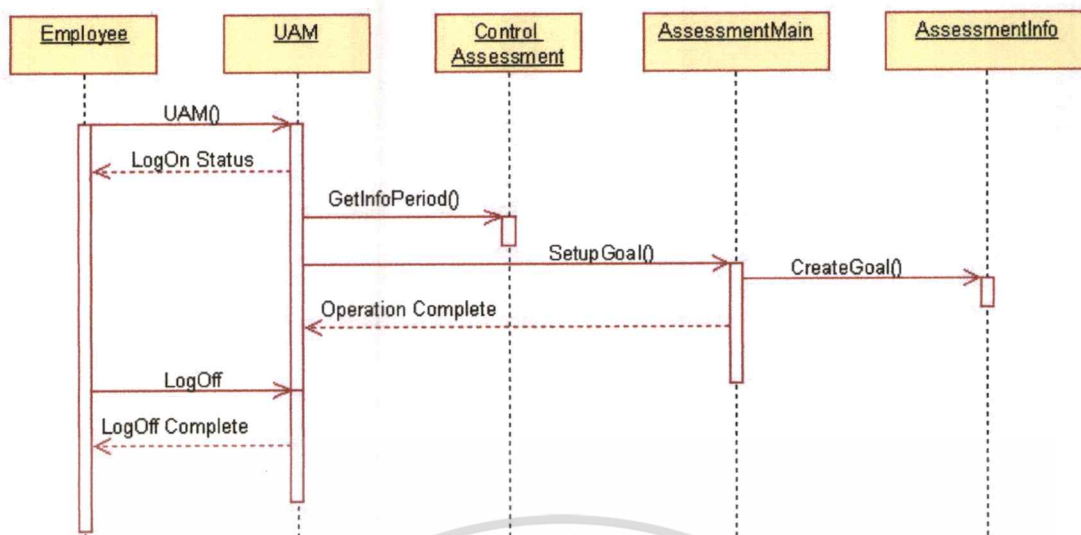 Employee
UAM
Control
Assessment
AssessmentMain
AssessmentInfo
UAM()
LogOn Status
GetInfoPeriod()
SetupGoal()
CreateGoal()
Operation Complete
LogOff
LogOff Complete